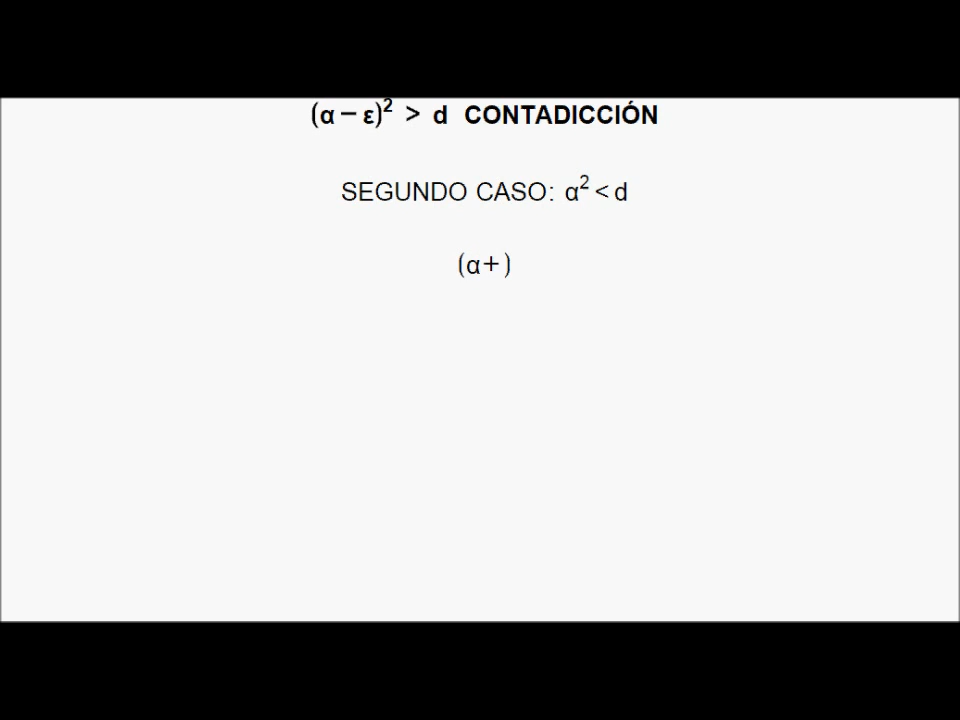 (α − ε)² > d CONTADICCIÓN
SEGUNDO CASO: α² < d
(α+ )